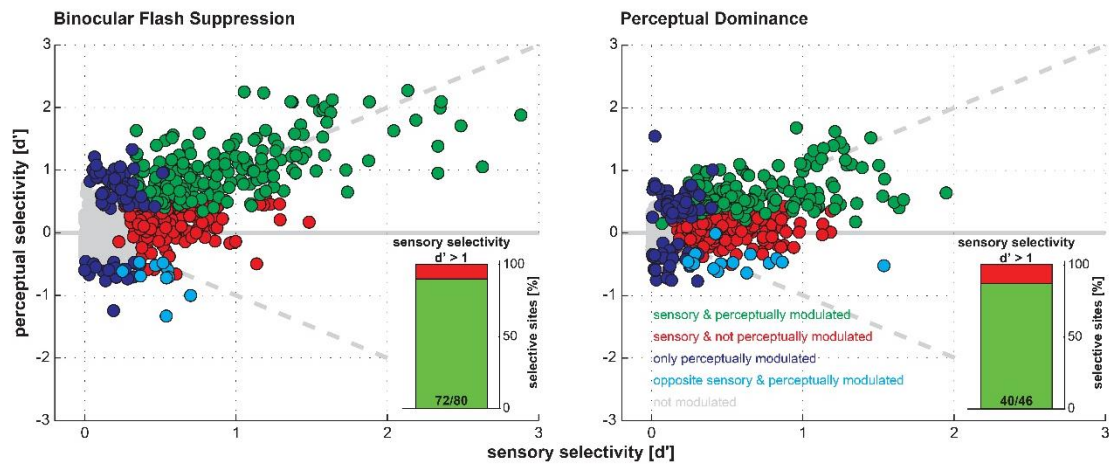 Binocular Flash Suppression
Perceptual Dominance
perceptual selectivity [d']
3
2
1
0
-1
-2
-3
0
1
2
3
sensory selectivity
d' > 1
100
50
0
selective sites [%]
72/80
3
2
1
0
-1
-2
-3
0
1
2
3
sensory & perceptually modulated
sensory & not perceptually modulated
only perceptually modulated
opposite sensory & perceptually modulated
not modulated
sensory selectivity
d' > 1
100
50
0
selective sites [%]
40/46
sensory selectivity [d']